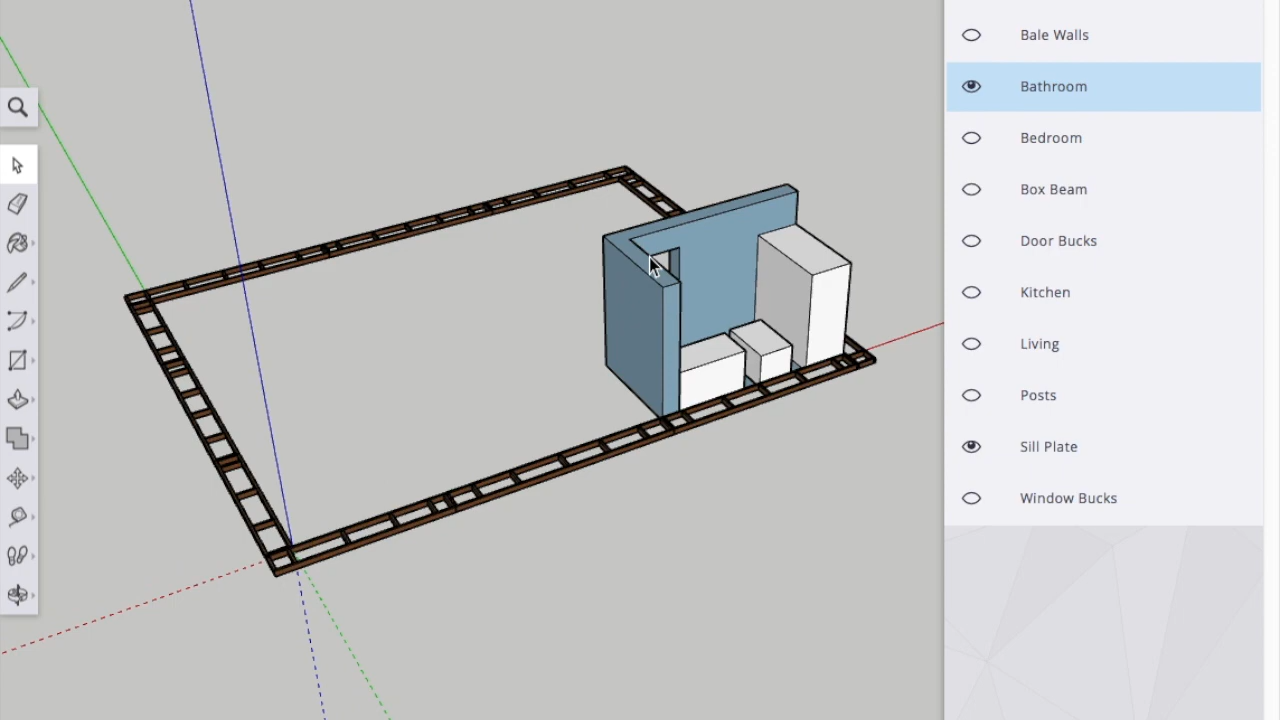 Bale Walls
Bathroom
Bedroom
Box Beam
Door Bucks
Kitchen
Living
Posts
Sill Plate
Window Bucks